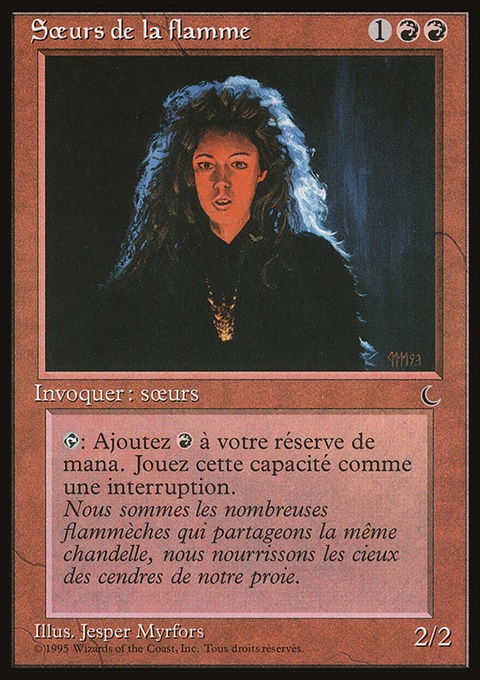 Sœurs de la flamme
1
Invoquer : sœurs
: Ajoutez à votre réserve de
mana. Jouez cette capacité comme
une interruption.
Nous sommes les nombreuses
flammèches qui partageons la même
chandelle, nous nourrissons les cieux
des cendres de notre proie.
Illus. Jesper Myrfors
©1995 Wizards of the Coast, Inc. Tous droits réservés.
2/2